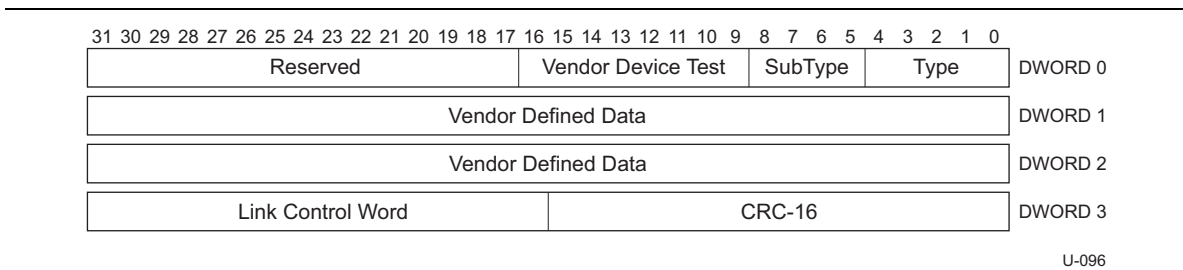 31 30 29 28 27 26 25 24 23 22 21 20 19 18 17 16 15 14 13 12 11 10 9 8 7 6 5 4 3 2 1 0
Reserved Vendor Device Test SubType Type DWORD 0
Vendor Defined Data DWORD 1
Vendor Defined Data DWORD 2
Link Control Word CRC-16 DWORD 3
U-096